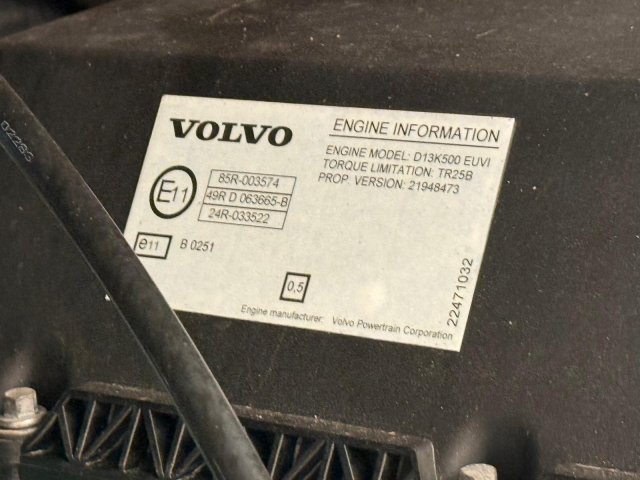 VOLVO
ENGINE INFORMATION
ENGINE MODEL: D13K500 EUVI
TORQUE LIMITATION: TR25B
PROP. VERSION: 21948473
E11
85R-003574
49R D 063665-B
24R-033522
e11 B 0251
0,5
Engine manufacturer: Volvo Powertrain Corporation
22471032